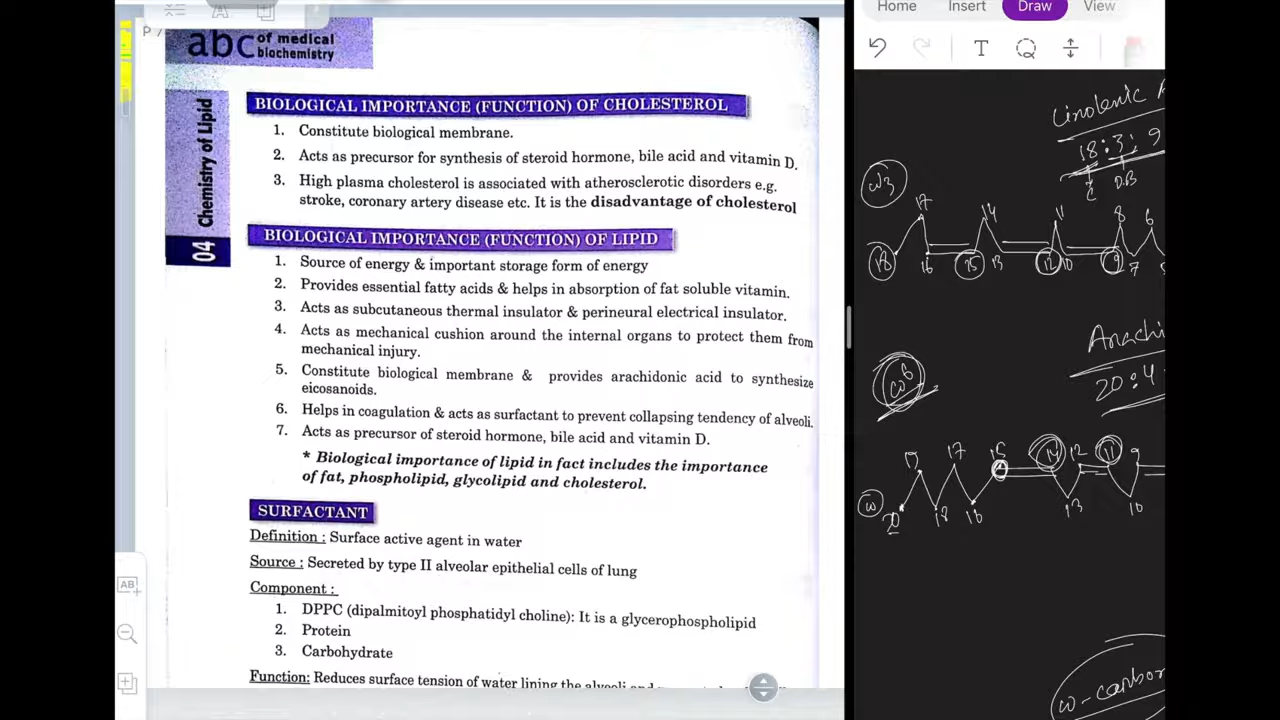 P
abc of medical
biochemistry
04 Chemistry of Lipid
BIOLOGICAL IMPORTANCE (FUNCTION) OF CHOLESTEROL
1. Constitute biological membrane.
2. Acts as precursor for synthesis of steroid hormone, bile acid and vitamin D.
3. High plasma cholesterol is associated with atherosclerotic disorders e.g.
stroke, coronary artery disease etc. It is the disadvantage of cholesterol
BIOLOGICAL IMPORTANCE (FUNCTION) OF LIPID
1. Source of energy & important storage form of energy
2. Provides essential fatty acids & helps in absorption of fat soluble vitamin.
3. Acts as subcutaneous thermal insulator & perineural electrical insulator.
4. Acts as mechanical cushion around the internal organs to protect them from
mechanical injury.
5. Constitute biological membrane & provides arachidonic acid to synthesize
eicosanoids.
6. Helps in coagulation & acts as surfactant to prevent collapsing tendency of alveoli.
7. Acts as precursor of steroid hormone, bile acid and vitamin D.
* Biological importance of lipid in fact includes the importance
of fat, phospholipid, glycolipid and cholesterol.
SURFACTANT
Definition : Surface active agent in water
Source : Secreted by type II alveolar epithelial cells of lung
Component :
1. DPPC (dipalmitoyl phosphatidyl choline): It is a glycerophospholipid
2. Protein
3. Carbohydrate
Function: Reduces surface tension of water lining the alveoli and
Home Insert Draw View
T
Linolenic
18:3:9
C D.B
ω3
17 14 11 8 6
18 16 15 13 12 10 9 7
Arachi
20:4
ω6
19 17 15 14 12 11 9
ω 20 18 16 13 10
ω-carbon
AB